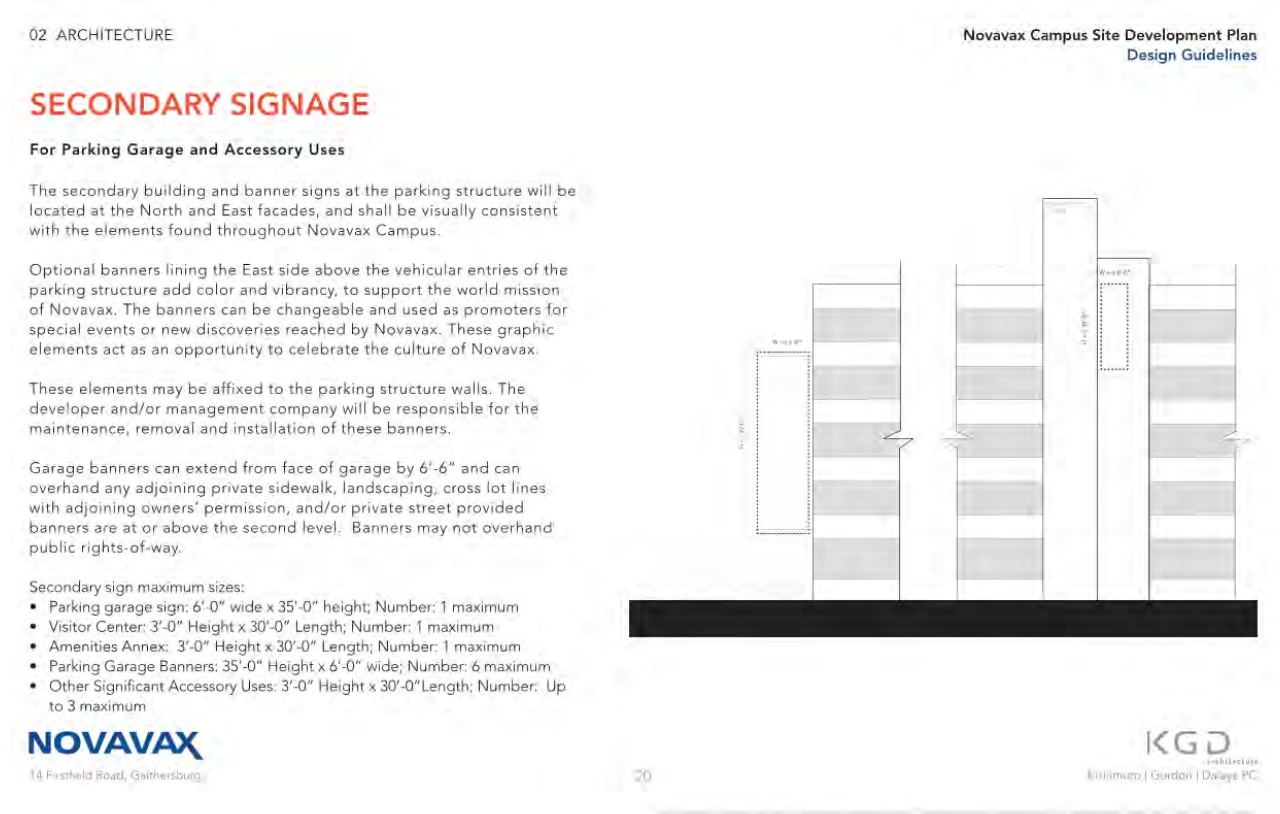 02 ARCHITECTURE
Novavax Campus Site Development Plan
Design Guidelines
SECONDARY SIGNAGE
For Parking Garage and Accessory Uses
The secondary building and banner signs at the parking structure will be
located at the North and East facades, and shall be visually consistent
with the elements found throughout Novavax Campus.
Optional banners lining the East side above the vehicular entries of the
parking structure add color and vibrancy, to support the world mission
of Novavax. The banners can be changeable and used as promoters for
special events or new discoveries reached by Novavax. These graphic
elements act as an opportunity to celebrate the culture of Novavax.
These elements may be affixed to the parking structure walls. The
developer and/or management company will be responsible for the
maintenance, removal and installation of these banners.
Garage banners can extend from face of garage by 6'-6" and can
overhand any adjoining private sidewalk, landscaping, cross lot lines
with adjoining owners' permission, and/or private street provided
banners are at or above the second level. Banners may not overhand
public rights-of-way.
Secondary sign maximum sizes:
• Parking garage sign: 6'-0" wide x 35'-0" height; Number: 1 maximum
• Visitor Center: 3'-0" Height x 30'-0" Length; Number: 1 maximum
• Amenities Annex: 3'-0" Height x 30'-0" Length; Number: 1 maximum
• Parking Garage Banners: 35'-0" Height x 6'-0" wide; Number: 6 maximum
• Other Significant Accessory Uses: 3'-0" Height x 30'-0"Length; Number: Up
to 3 maximum
NOVAVAX
14 Firstfield Road, Gaithersburg
20
KGD
architecture
Kishimoto | Gordon | Dalaya PC